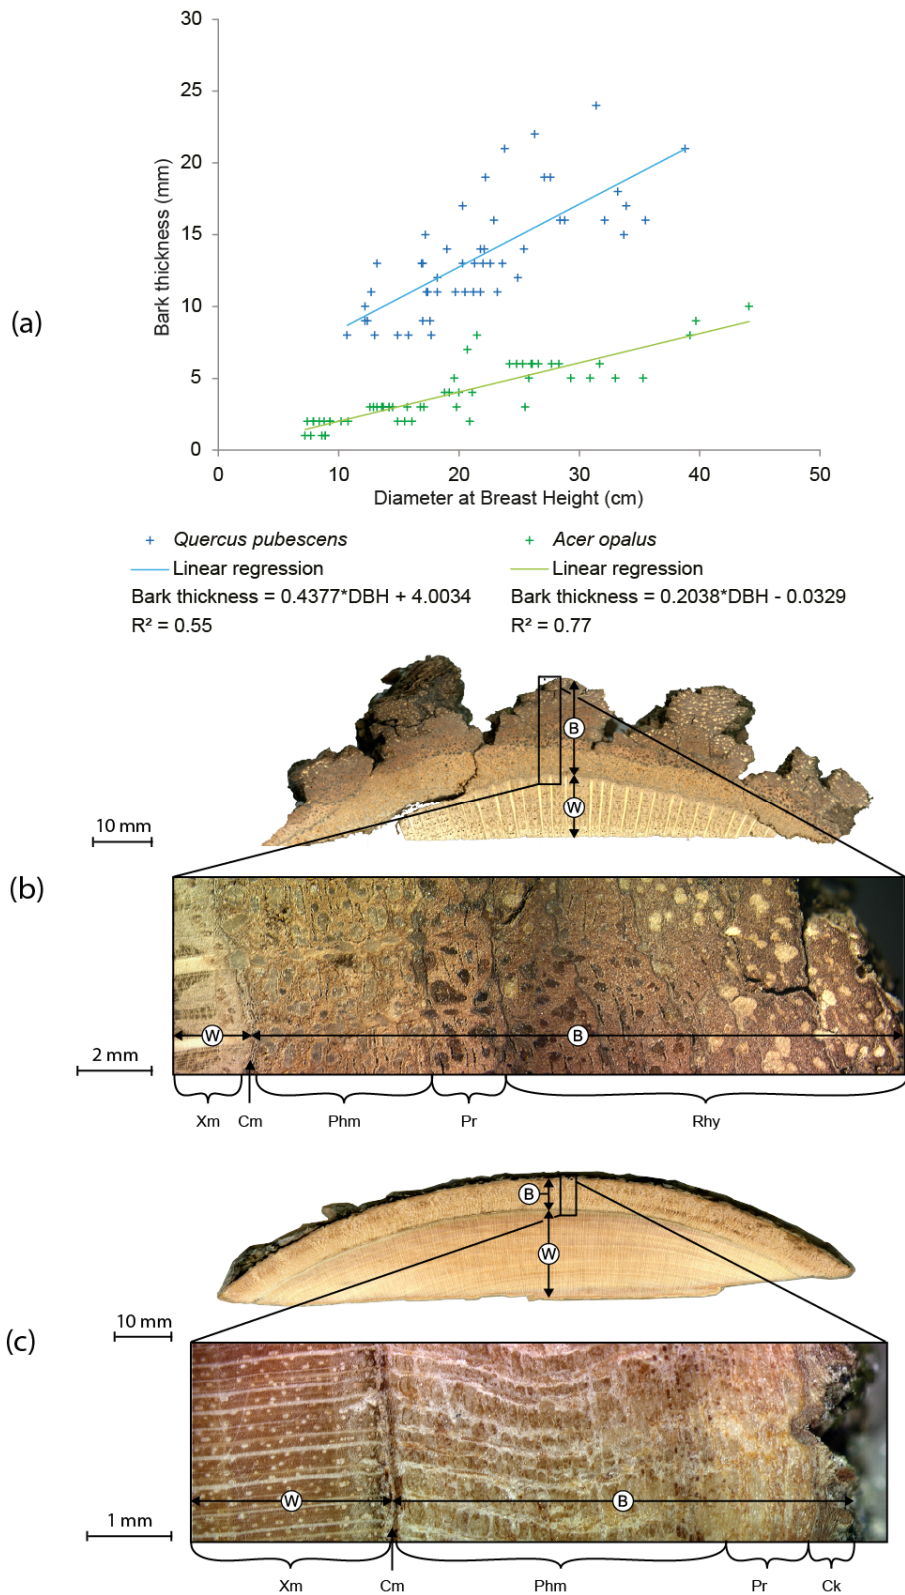 30
25
20
15
10
5
0
Bark thickness (mm)
(a)
0 10 20 30 40 50
Diameter at Breast Height (cm)
Quercus pubescens
Linear regression
Bark thickness = 0.4377*DBH + 4.0034
R² = 0.55
Acer opalus
Linear regression
Bark thickness = 0.2038*DBH - 0.0329
R² = 0.77
B
W
10 mm
(b)
W
B
2 mm
Xm Cm Phm Pr Rhy
B
W
10 mm
(c)
W
B
1 mm
Xm Cm Phm Pr Ck